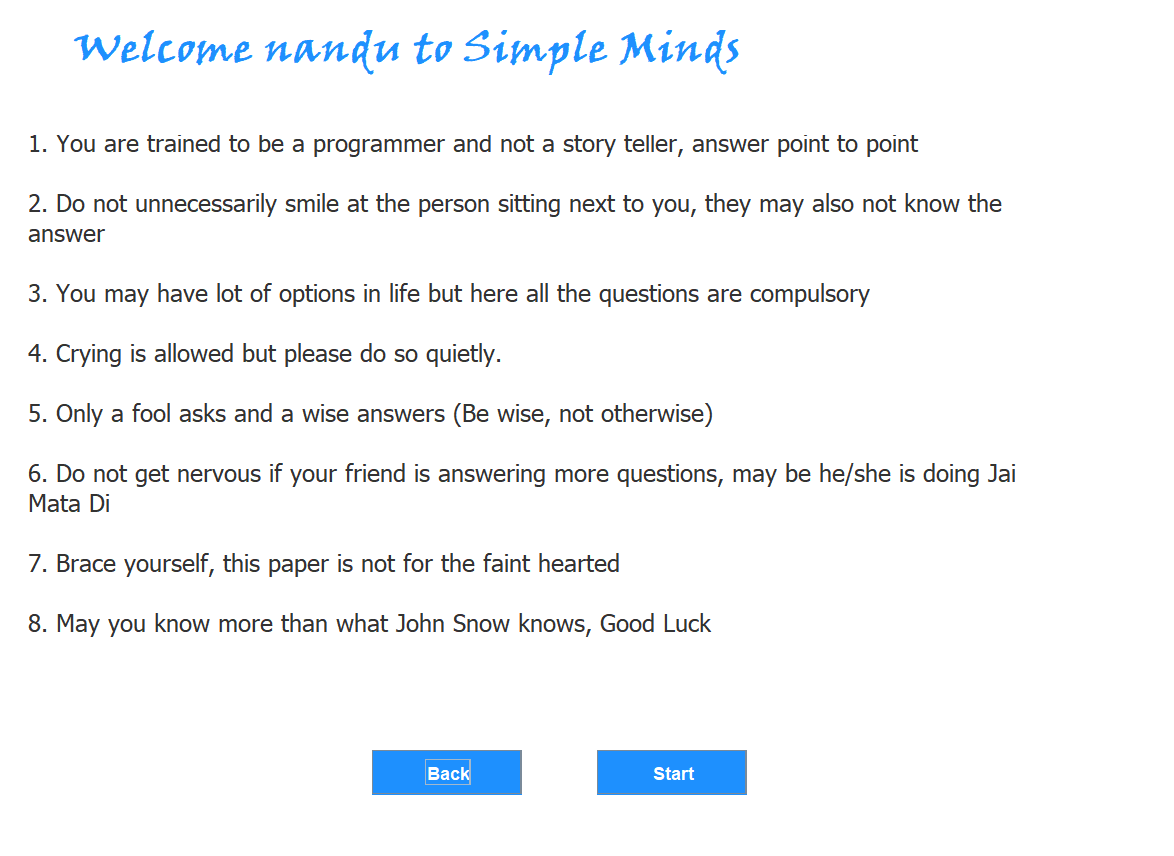 Welcome nandu to Simple Minds
1. You are trained to be a programmer and not a story teller, answer point to point
2. Do not unnecessarily smile at the person sitting next to you, they may also not know the
answer
3. You may have lot of options in life but here all the questions are compulsory
4. Crying is allowed but please do so quietly.
5. Only a fool asks and a wise answers (Be wise, not otherwise)
6. Do not get nervous if your friend is answering more questions, may be he/she is doing Jai
Mata Di
7. Brace yourself, this paper is not for the faint hearted
8. May you know more than what John Snow knows, Good Luck
Back
Start